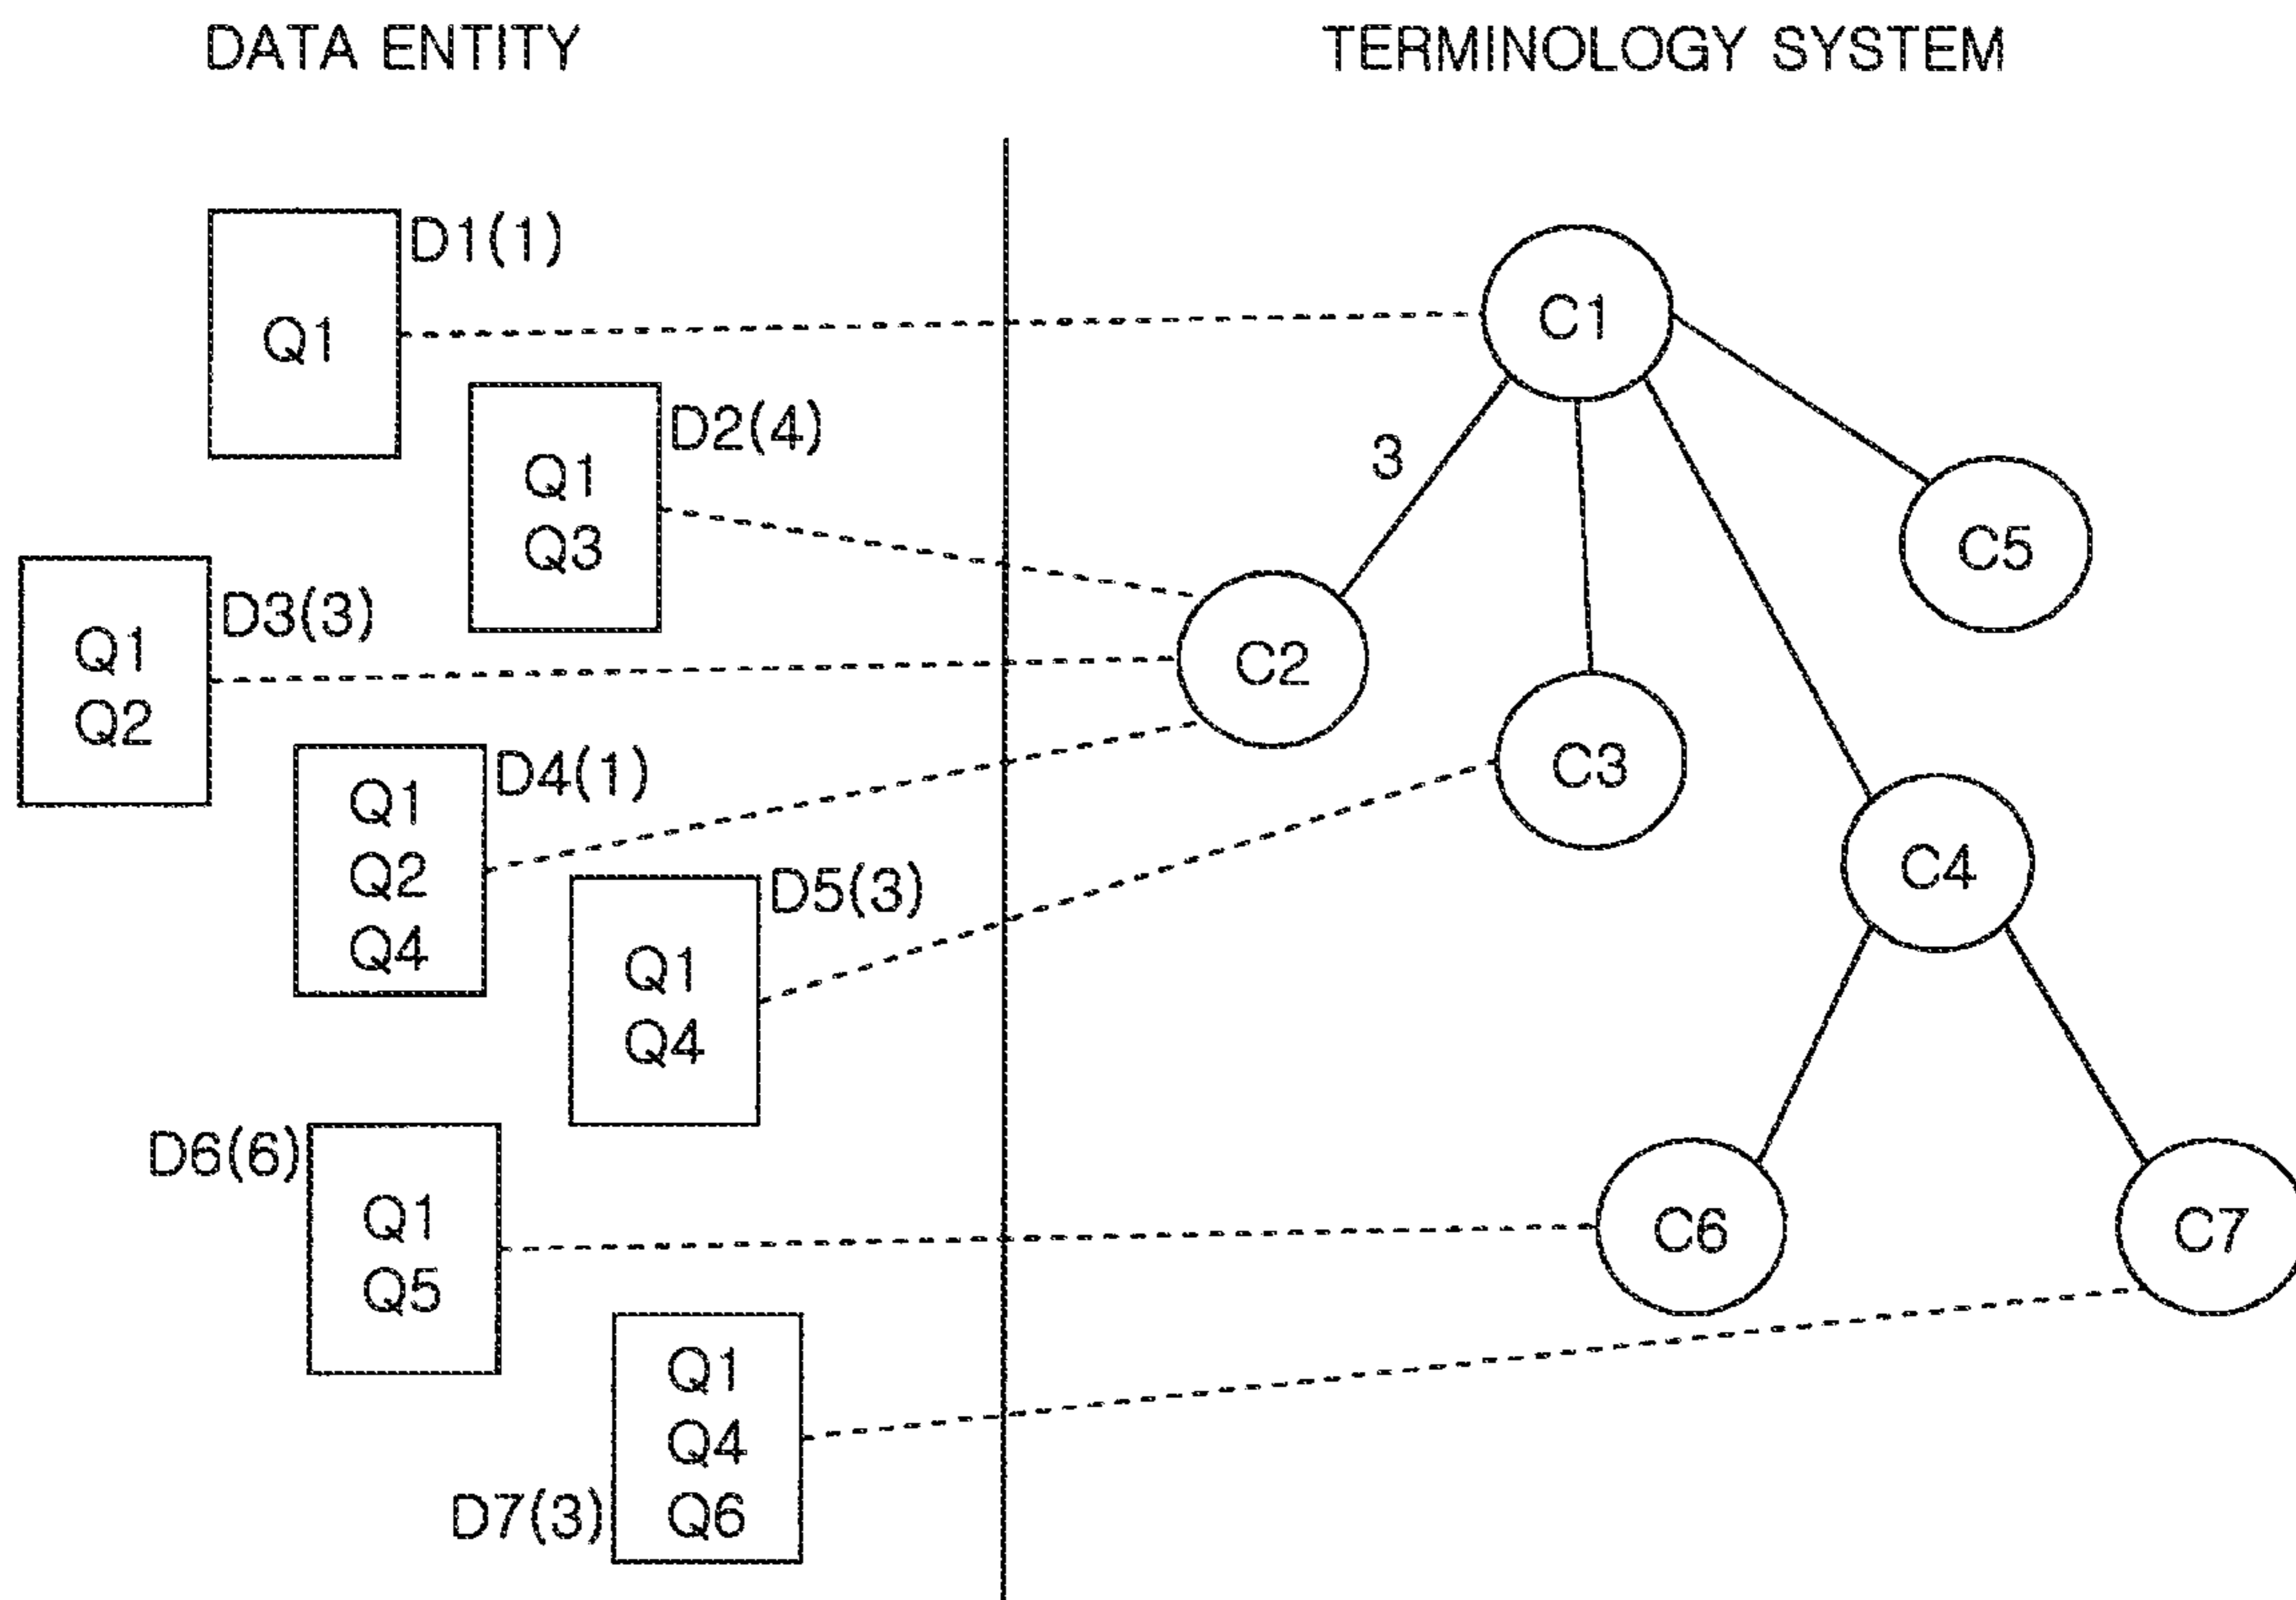 DATA ENTITY
TERMINOLOGY SYSTEM
D1(1)
Q1
D2(4)
Q1
Q3
D3(3)
Q1
Q2
D4(1)
Q1
Q2
Q4
D5(3)
Q1
Q4
D6(6)
Q1
Q5
D7(3)
Q1
Q4
Q6
C1
3
C5
C2
C3
C4
C6
C7